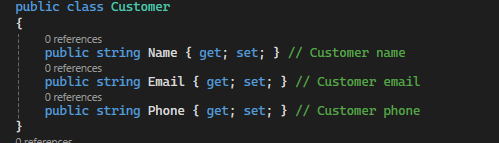 public class Customer
{
0 references
public string Name { get; set; } // Customer name
0 references
public string Email { get; set; } // Customer email
0 references
public string Phone { get; set; } // Customer phone
}
0 references